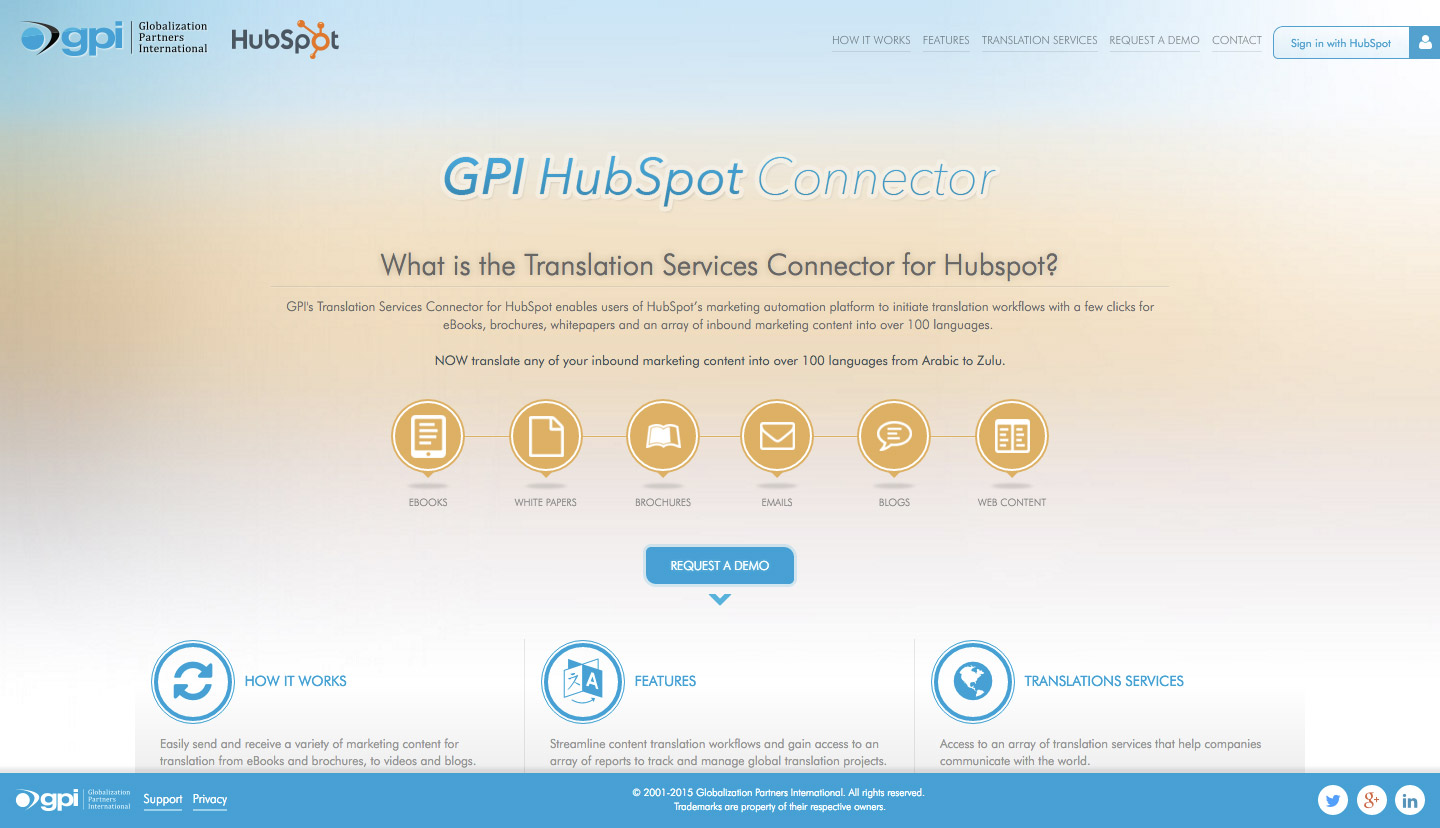 gpi
Globalization
Partners
International
HubSpot
HOW IT WORKS
FEATURES
TRANSLATION SERVICES
REQUEST A DEMO
CONTACT
Sign in with HubSpot
GPI HubSpot Connector
What is the Translation Services Connector for Hubspot?
GPI's Translation Services Connector for HubSpot enables users of HubSpot's marketing automation platform to initiate translation workflows with a few clicks for
eBooks, brochures, whitepapers and an array of inbound marketing content into over 100 languages.
NOW translate any of your inbound marketing content into over 100 languages from Arabic to Zulu.
EBOOKS
WHITE PAPERS
BROCHURES
EMAILS
BLOGS
WEB CONTENT
REQUEST A DEMO
HOW IT WORKS
Easily send and receive a variety of marketing content for
translation from eBooks and brochures, to videos and blogs.
A
FEATURES
Streamline content translation workflows and gain access to an
array of reports to track and manage global translation projects.
TRANSLATIONS SERVICES
Access to an array of translation services that help companies
communicate with the world.
gpi
Globalization
Partners
International
Support
Privacy
© 2001-2015 Globalization Partners International. All rights reserved.
Trademarks are property of their respective owners.
g+
in